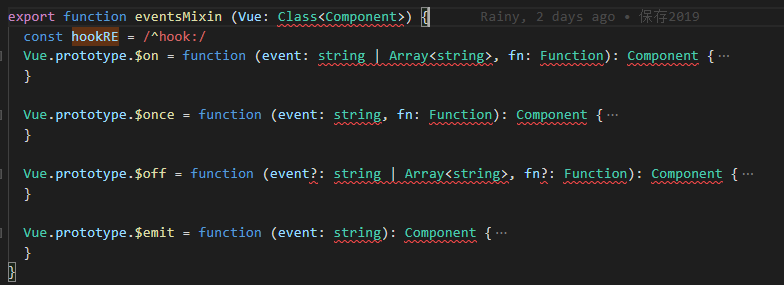 export function eventsMixin (Vue: Class<Component>) { Rainy, 2 days ago • 保存2019
const hookRE = /^hook:/
Vue.prototype.$on = function (event: string | Array<string>, fn: Function): Component {⋯
}
Vue.prototype.$once = function (event: string, fn: Function): Component {⋯
}
Vue.prototype.$off = function (event?: string | Array<string>, fn?: Function): Component {⋯
}
Vue.prototype.$emit = function (event: string): Component {⋯
}
}